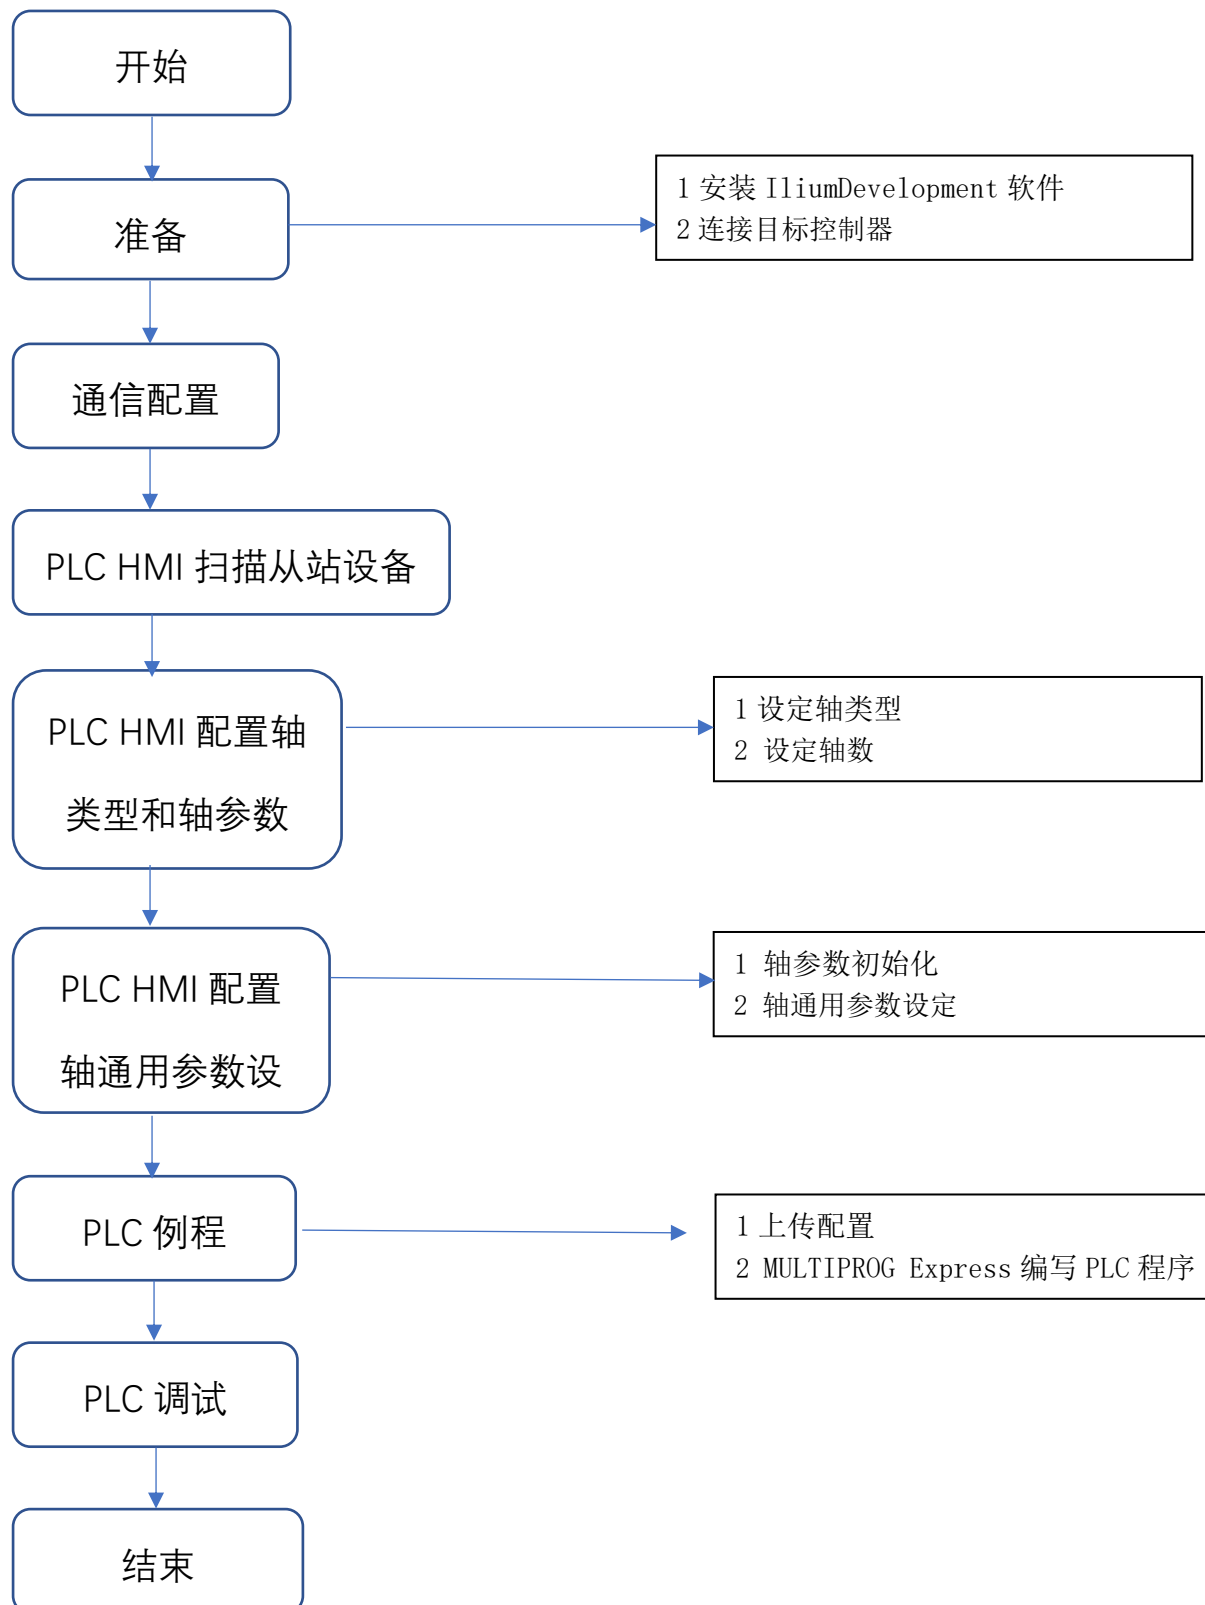 开始
准备
1 安装 IliumDevelopment 软件
2 连接目标控制器
通信配置
PLC HMI 扫描从站设备
PLC HMI 配置轴
类型和轴参数
1 设定轴类型
2 设定轴数
PLC HMI 配置
轴通用参数设
1 轴参数初始化
2 轴通用参数设定
PLC 例程
1 上传配置
2 MULTIPROG Express 编写 PLC 程序
PLC 调试
结束